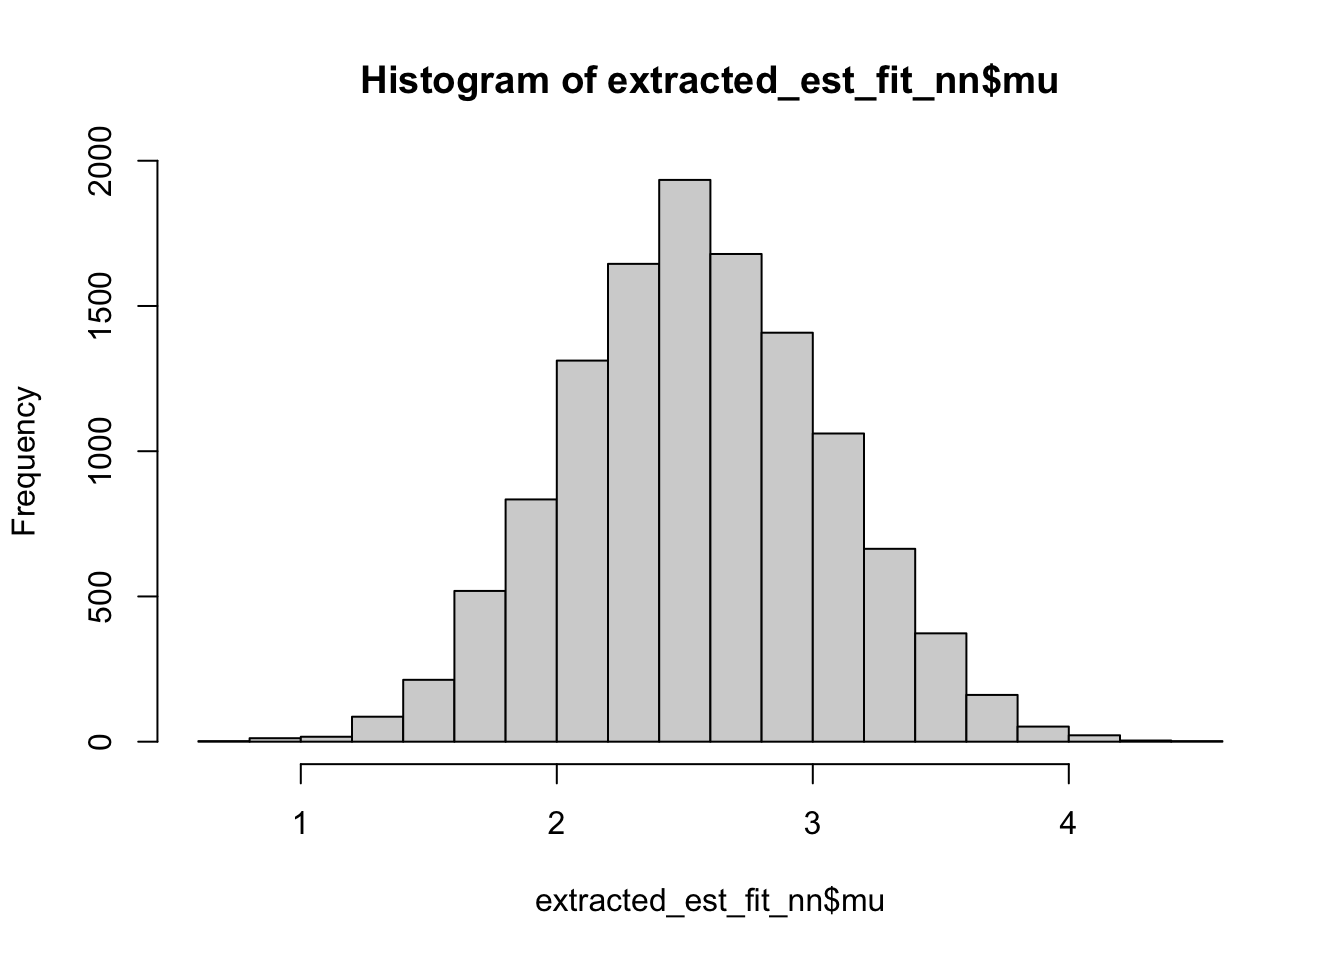 Histogram of extracted_est_fit_nn$mu
2000
1500
1000
500
0
Frequency
1 2 3 4
extracted_est_fit_nn$mu